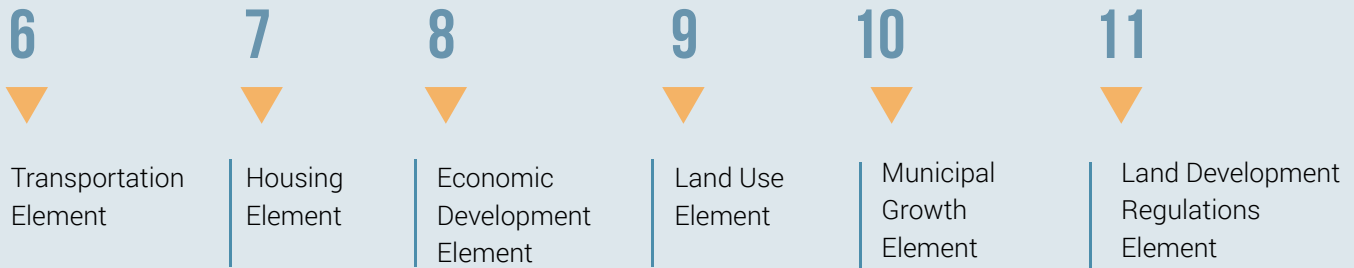 6
Transportation
Element
7
Housing
Element
8
Economic
Development
Element
9
Land Use
Element
10
Municipal
Growth
Element
11
Land Development
Regulations
Element